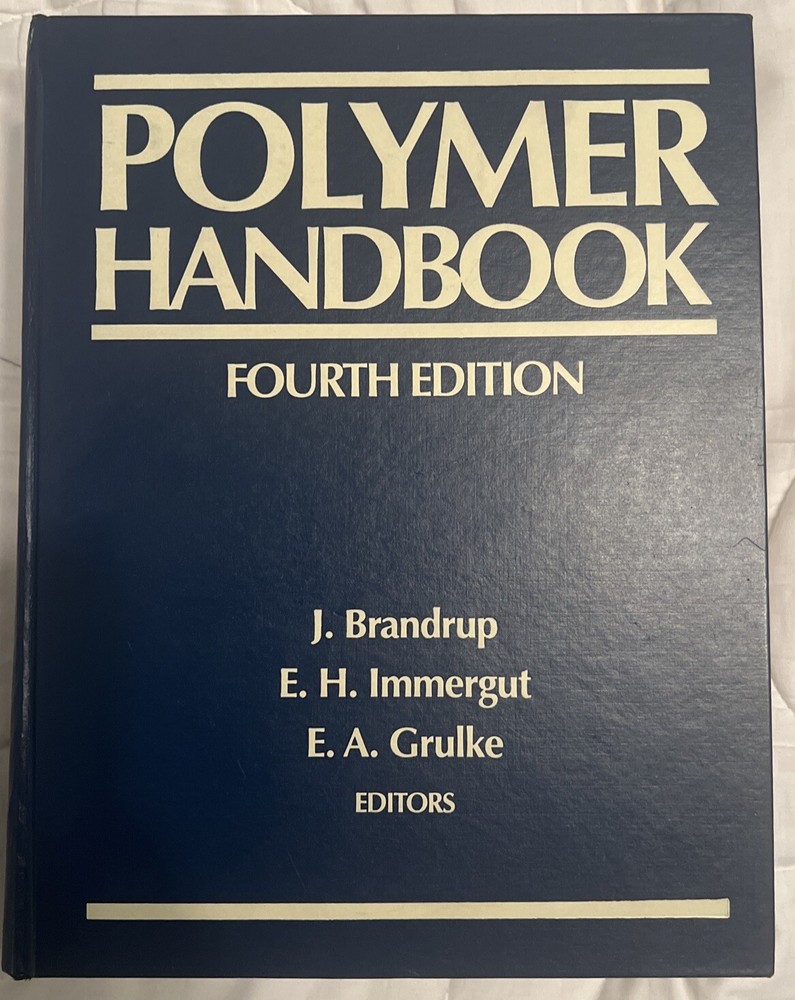 POLYMER
HANDBOOK
FOURTH EDITION
J. Brandrup
E. H. Immergut
E. A. Grulke
EDITORS